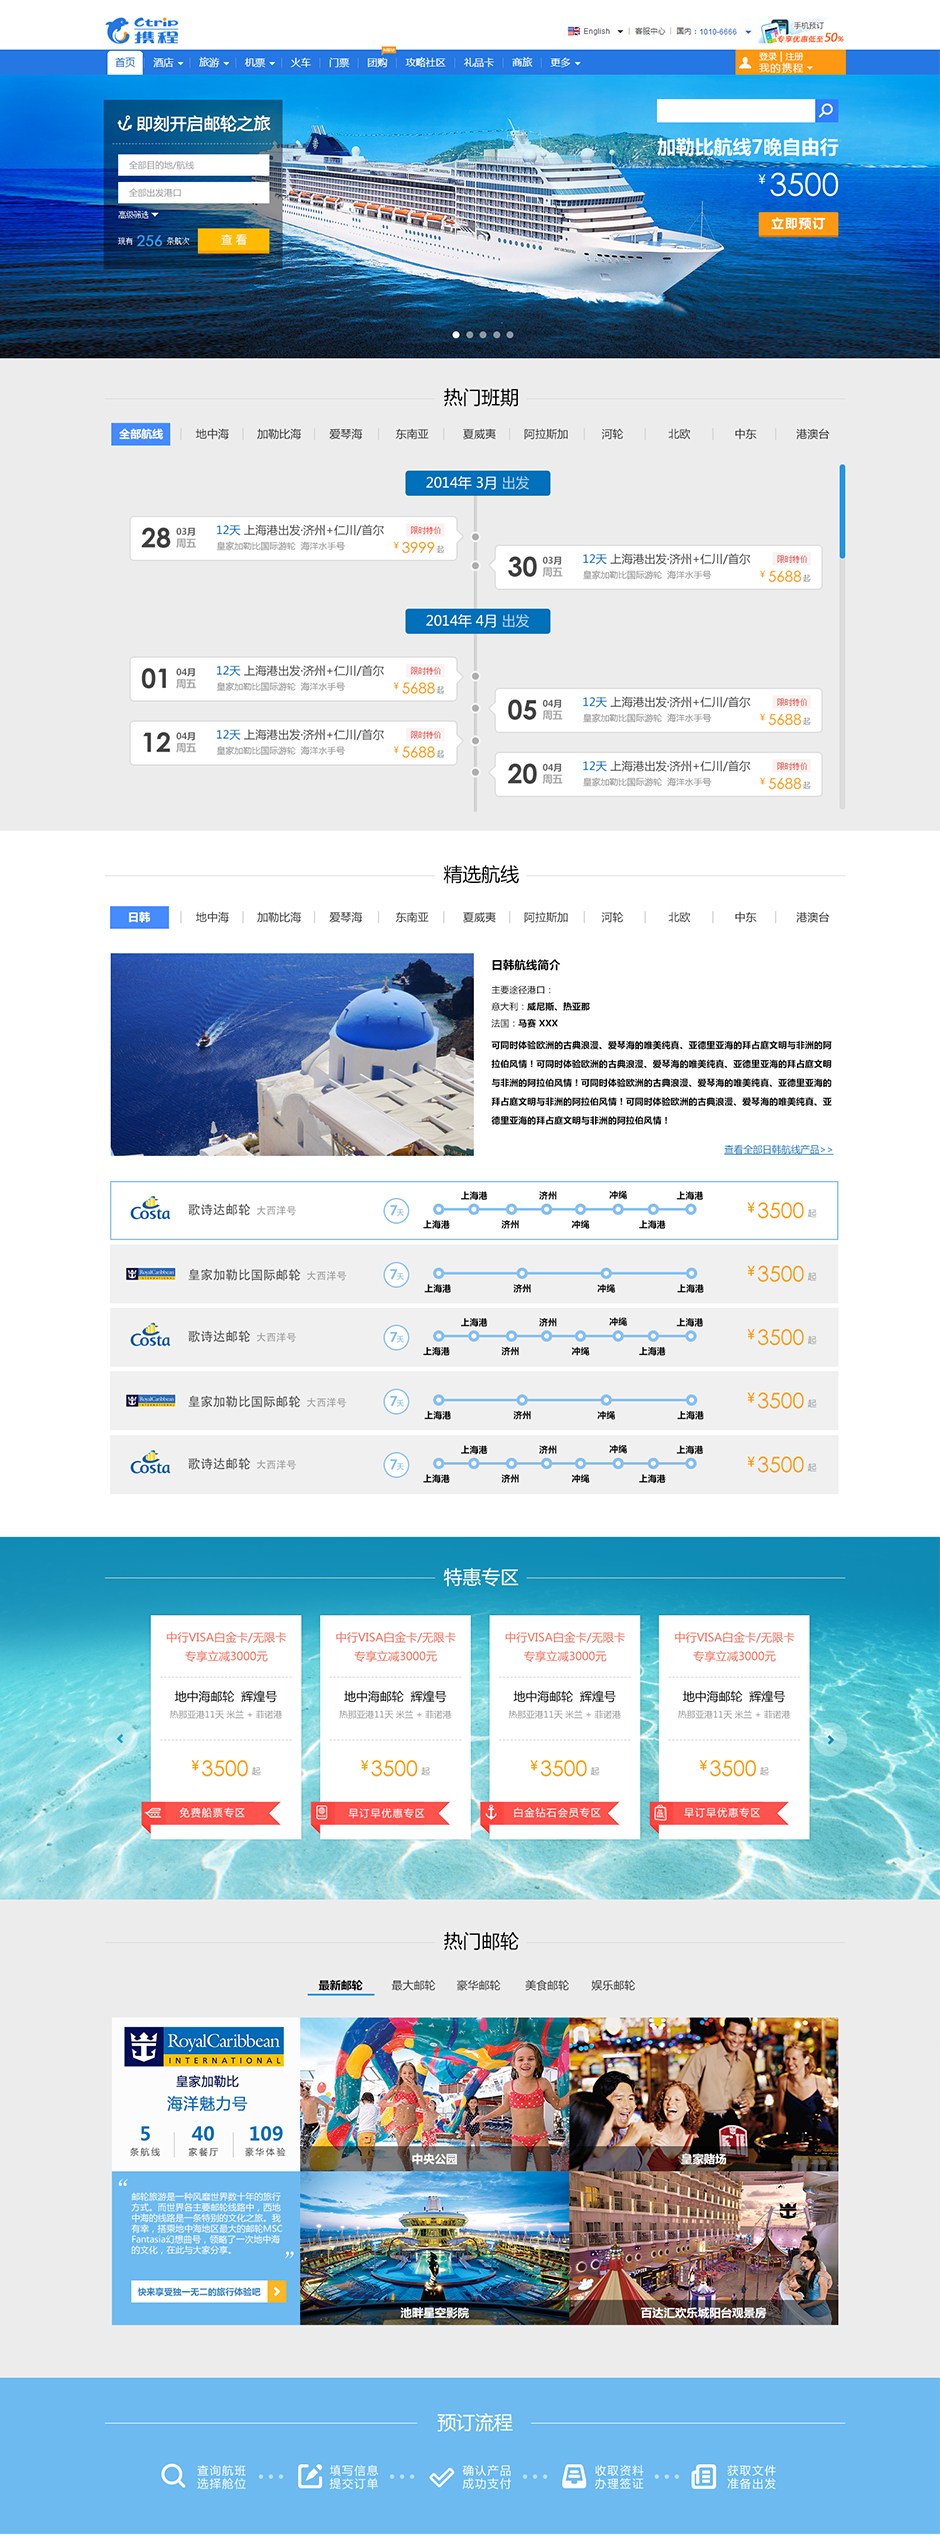 Ctrip
携程
English
客服中心
国内：1010-6666
手机预订
专享优惠低至50%
首页
酒店
旅游
机票
火车
门票
团购
攻略社区
礼品卡
商旅
更多
登录 | 注册
我的携程
即刻开启邮轮之旅
全部目的地/航线
全部出发港口
高级筛选
现有 256 条航次
查 看
加勒比航线7晚自由行
¥3500
立即预订
热门班期
全部航线
地中海
加勒比海
爱琴海
东南亚
夏威夷
阿拉斯加
河轮
北欧
中东
港澳台
2014年 3月 出发
28 03月 周五
12天 上海港出发·济州+仁川/首尔
限时特价
皇家加勒比国际游轮 海洋水手号
¥3999起
30 03月 周五
12天 上海港出发·济州+仁川/首尔
限时特价
皇家加勒比国际游轮 海洋水手号
¥5688起
2014年 4月 出发
01 04月 周五
12天 上海港出发·济州+仁川/首尔
限时特价
皇家加勒比国际游轮 海洋水手号
¥5688起
05 04月 周五
12天 上海港出发·济州+仁川/首尔
限时特价
皇家加勒比国际游轮 海洋水手号
¥5688起
12 04月 周五
12天 上海港出发·济州+仁川/首尔
限时特价
皇家加勒比国际游轮 海洋水手号
¥5688起
20 04月 周五
12天 上海港出发·济州+仁川/首尔
限时特价
皇家加勒比国际游轮 海洋水手号
¥5688起
精选航线
日韩
地中海
加勒比海
爱琴海
东南亚
夏威夷
阿拉斯加
河轮
北欧
中东
港澳台
日韩航线简介
主要途径港口：
意大利：威尼斯、热亚那
法国：马赛 XXX
可同时体验欧洲的古典浪漫、爱琴海的唯美纯真、亚德里亚海的拜占庭文明与非洲的阿
拉伯风情！可同时体验欧洲的古典浪漫、爱琴海的唯美纯真、亚德里亚海的拜占庭文明
与非洲的阿拉伯风情！可同时体验欧洲的古典浪漫、爱琴海的唯美纯真、亚德里亚海的
拜占庭文明与非洲的阿拉伯风情！可同时体验欧洲的古典浪漫、爱琴海的唯美纯真、亚
德里亚海的拜占庭文明与非洲的阿拉伯风情！
查看全部日韩航线产品>>
Costa
歌诗达邮轮 大西洋号
7天
上海港 济州 冲绳 上海港
上海港 济州 冲绳 上海港
¥3500 起
RoyalCaribbean
INTERNATIONAL
皇家加勒比国际邮轮 大西洋号
7天
上海港 济州 冲绳 上海港
¥3500 起
Costa
歌诗达邮轮 大西洋号
7天
上海港 济州 冲绳 上海港
上海港 济州 冲绳 上海港
¥3500 起
RoyalCaribbean
INTERNATIONAL
皇家加勒比国际邮轮 大西洋号
7天
上海港 济州 冲绳 上海港
¥3500 起
Costa
歌诗达邮轮 大西洋号
7天
上海港 济州 冲绳 上海港
上海港 济州 冲绳 上海港
¥3500 起
特惠专区
中行VISA白金卡/无限卡
专享立减3000元
地中海邮轮 辉煌号
热那亚港11天 米兰 + 菲诺港
¥3500 起
免费船票专区
中行VISA白金卡/无限卡
专享立减3000元
地中海邮轮 辉煌号
热那亚港11天 米兰 + 菲诺港
¥3500 起
早订早优惠专区
中行VISA白金卡/无限卡
专享立减3000元
地中海邮轮 辉煌号
热那亚港11天 米兰 + 菲诺港
¥3500 起
白金钻石会员专区
中行VISA白金卡/无限卡
专享立减3000元
地中海邮轮 辉煌号
热那亚港11天 米兰 + 菲诺港
¥3500 起
早订早优惠专区
热门邮轮
最新邮轮
最大邮轮
豪华邮轮
美食邮轮
娱乐邮轮
RoyalCaribbean
INTERNATIONAL
皇家加勒比
海洋魅力号
5 40 109
条航线 家餐厅 豪华体验
“
邮轮旅游是一种风靡世界数十年的旅行
方式。而世界各主要邮轮线路中，西地
中海的线路是一条特别的文化之旅。我
有幸，搭乘地中海地区最大的邮轮MSC
Fantasia幻想曲号，领略了一次地中海
的文化，在此与大家分享。
”
快来享受独一无二的旅行体验吧
中央公园
皇家赌场
池畔星空影院
百达汇欢乐城阳台观景房
预订流程
查询航班
选择舱位
填写信息
提交订单
确认产品
成功支付
收取资料
办理签证
获取文件
准备出发